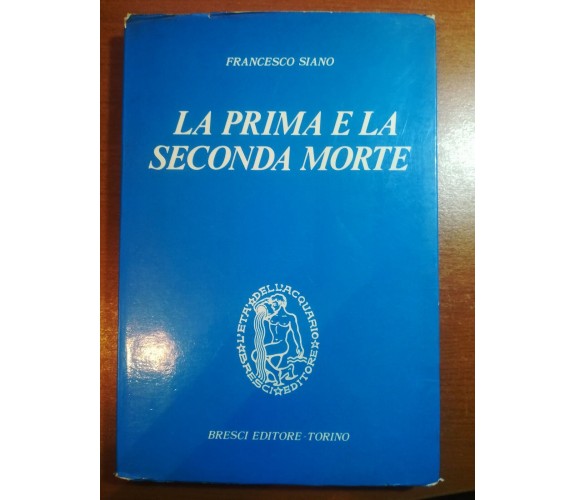 FRANCESCO SIANO
LA PRIMA E LA
SECONDA MORTE
L'ETÀ DELL'ACQUARIO
BRESCI EDITORE
BRESCI EDITORE - TORINO